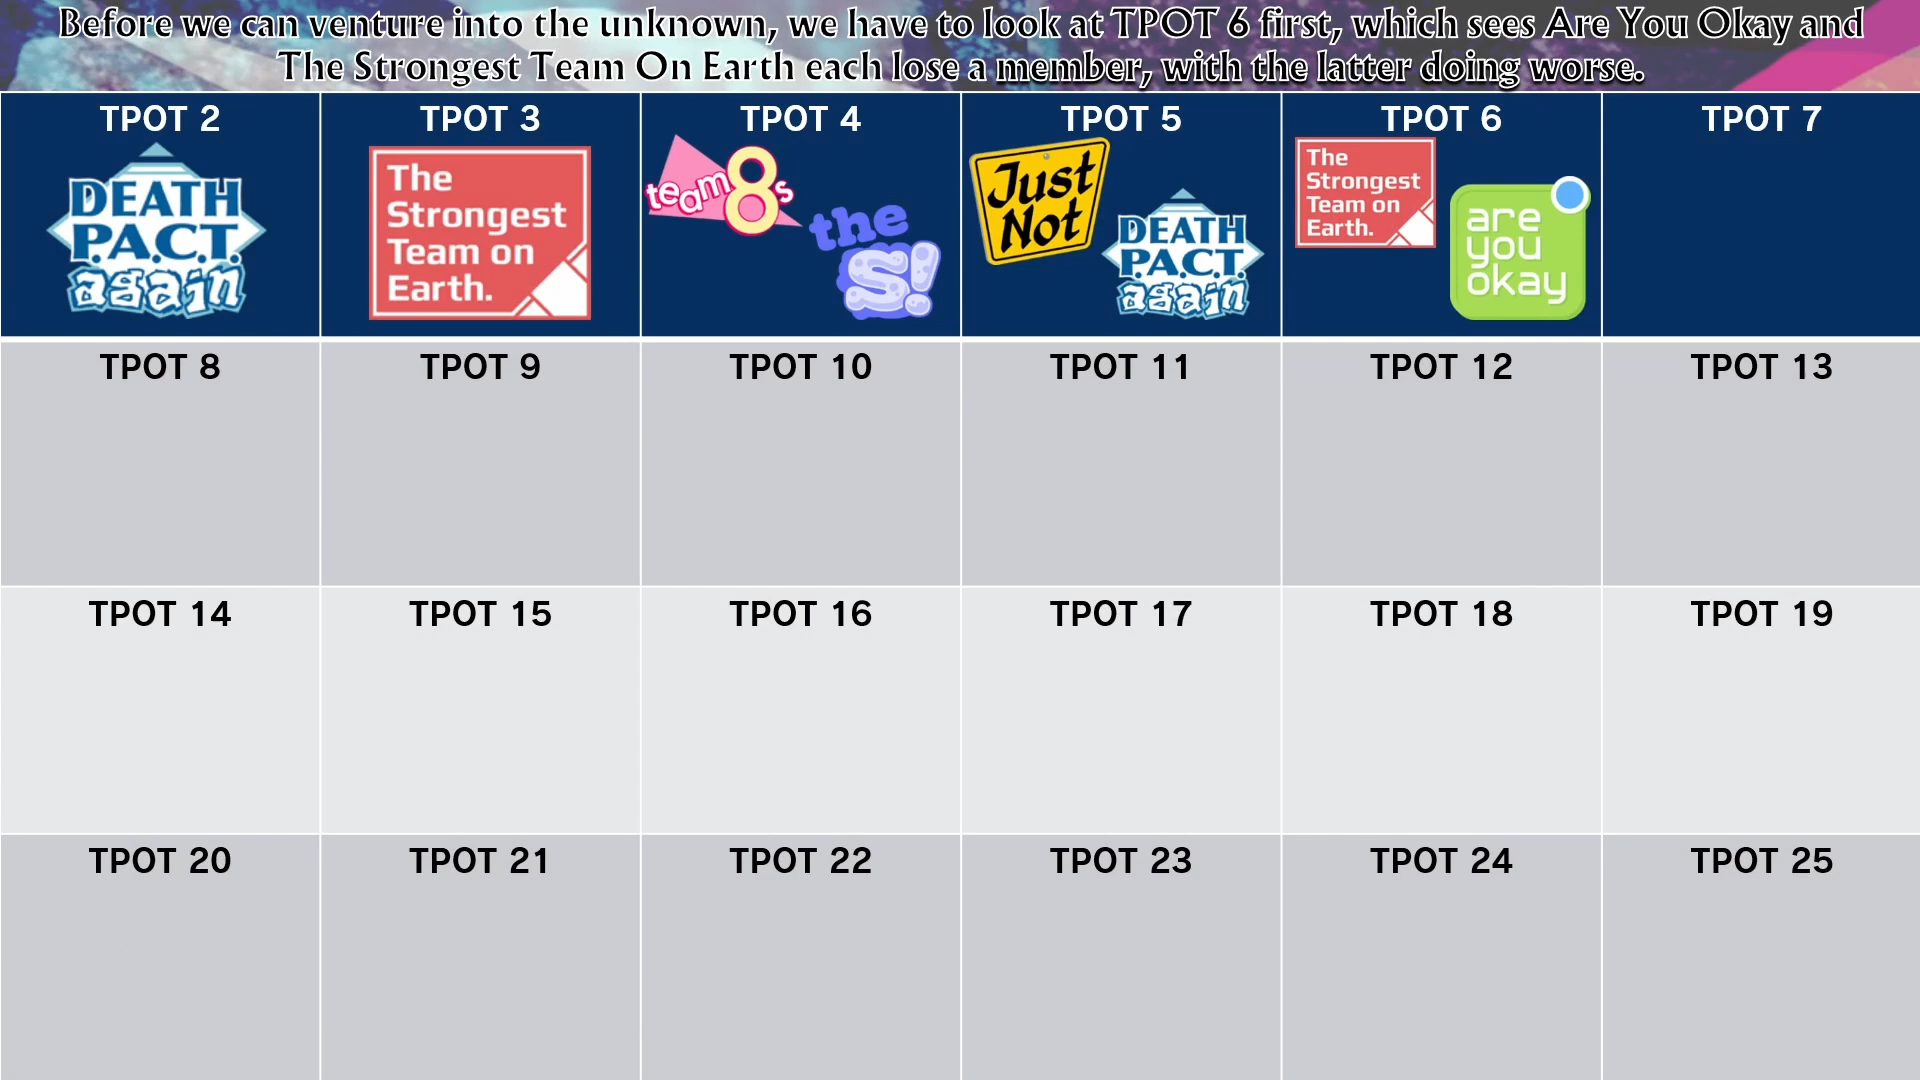 Before we can venture into the unknown, we have to look at TPOT 6 first, which sees Are You Okay and
The Strongest Team On Earth each lose a member, with the latter doing worse.
TPOT 2
DEATH
P.A.C.T.
again
TPOT 3
The
Strongest
Team on
Earth.
TPOT 4
team8s
the
S!
TPOT 5
Just
Not
DEATH
P.A.C.T.
again
TPOT 6
The
Strongest
Team on
Earth.
are
you
okay
TPOT 7
TPOT 8
TPOT 9
TPOT 10
TPOT 11
TPOT 12
TPOT 13
TPOT 14
TPOT 15
TPOT 16
TPOT 17
TPOT 18
TPOT 19
TPOT 20
TPOT 21
TPOT 22
TPOT 23
TPOT 24
TPOT 25